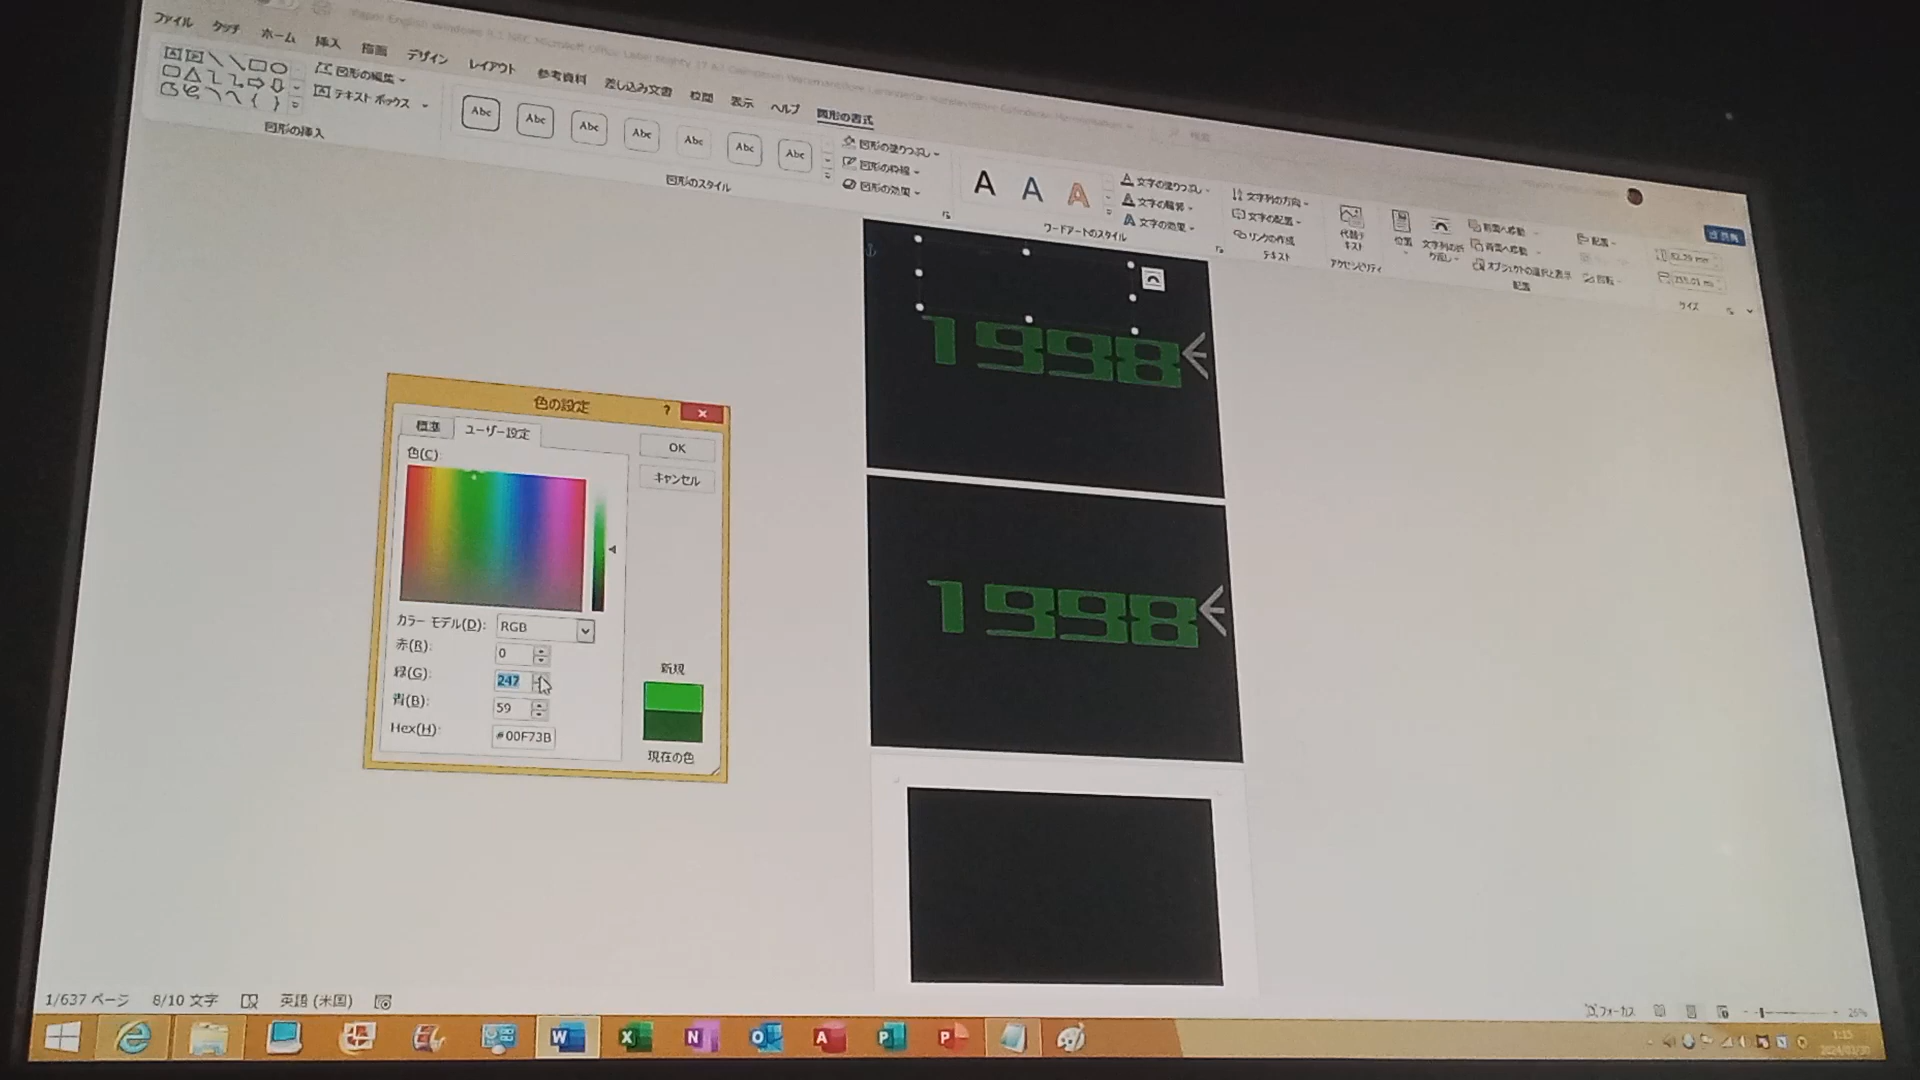 ファイル タッチ ホーム 挿入 描画 デザイン レイアウト 参考資料 差し込み文書 校閲 表示 ヘルプ 図形の書式
図形の編集
テキスト ボックス
図形の挿入
Abc Abc Abc Abc Abc Abc Abc
図形の塗りつぶし
図形の枠線
図形の効果
図形のスタイル
A A A
文字の塗りつぶし
文字の輪郭
文字の効果
ワードアートのスタイル
文字列の方向
文字の配置
リンクの作成
テキスト
代替テ
キスト
アクセシビリティ
位置
文字列の折
り返し
前面へ移動
背面へ移動
オブジェクトの選択と表示
配置
回転
配置
共有
サイズ
1998
1998
色の設定
?
標準 ユーザー設定
OK
キャンセル
色(C):
カラー モデル(D): RGB
赤(R): 0
緑(G): 247
青(B): 59
Hex(H): #00F73B
新規
現在の色
1/637 ページ 8/10 文字 英語 (米国)
フォーカス
26%
W X N O A P P